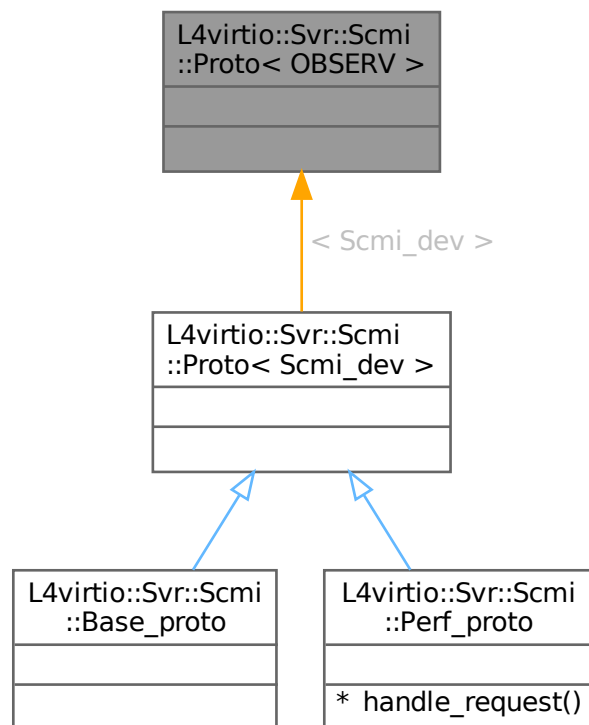 L4virtio::Svr::Scmi
::Proto< OBSERV >
< Scmi_dev >
L4virtio::Svr::Scmi
::Proto< Scmi_dev >
L4virtio::Svr::Scmi
::Base_proto
L4virtio::Svr::Scmi
::Perf_proto
* handle_request()